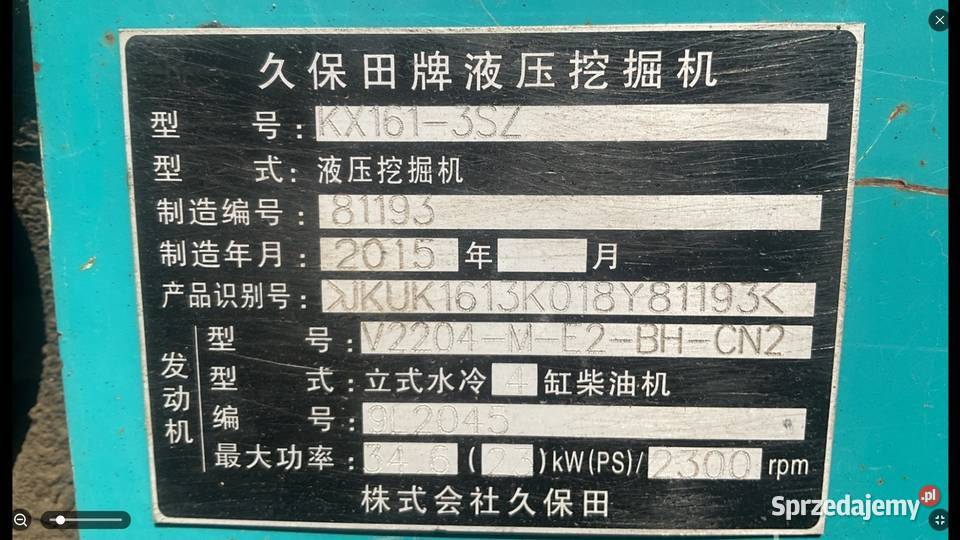 久保田牌液压挖掘机
型 号: KX161-3SZ
型 式: 液压挖掘机
制造编号: 81193
制造年月: 2015 年 月
产品识别号: >JKUK1613K018Y81193<
发动机
型 号: V2204-M-E2-BH-CN2
型 式: 立式水冷 4 缸柴油机
编 号: 9L2045
最大功率: 34.6 ( ) kW(PS)/ 2300 rpm
株式会社久保田
Sprzedajemy.pl